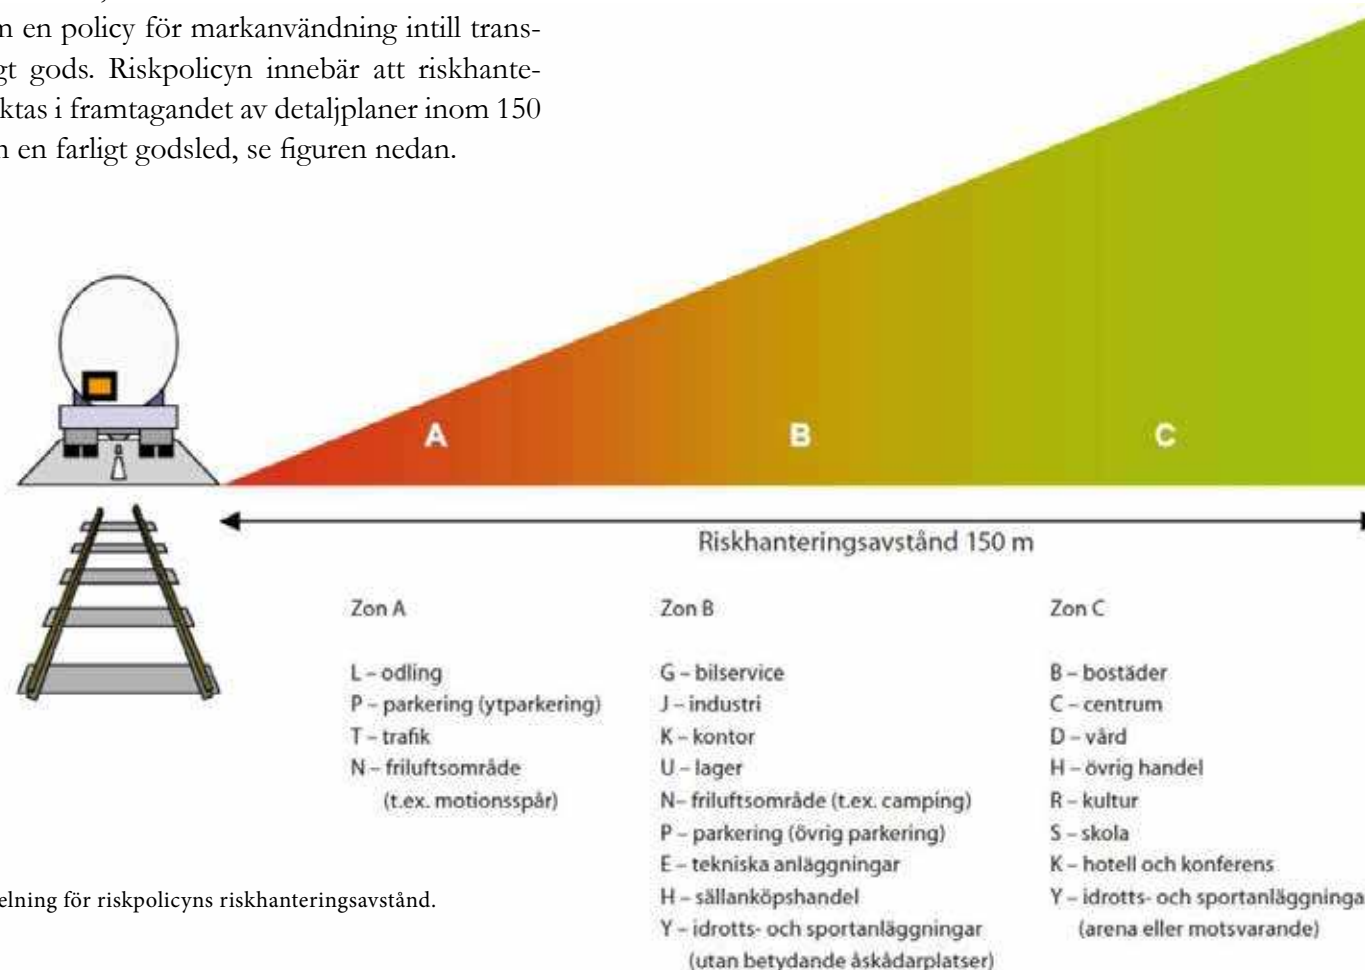 en policy för markanvändning intill trans-
gods. Riskpolicyn innebär att riskhante-
i framtagandet av detaljplaner inom 150
en farligt godsled, se figuren nedan.
A
B
C
Riskhanteringsavstånd 150 m
Zon A
L – odling
P – parkering (ytparkering)
T – trafik
N – friluftsområde
(t.ex. motionsspår)
Zon B
G – bilservice
J – industri
K – kontor
U – lager
N– friluftsområde (t.ex. camping)
P – parkering (övrig parkering)
E – tekniska anläggningar
H – sällanköpshandel
Y – idrotts- och sportanläggningar
(utan betydande åskådarplatser)
Zon C
B – bostäder
C – centrum
D – vård
H – övrig handel
R – kultur
S – skola
K – hotell och konferens
Y – idrotts- och sportanläggninga
(arena eller motsvarande)
elning för riskpolicyns riskhanteringsavstånd.